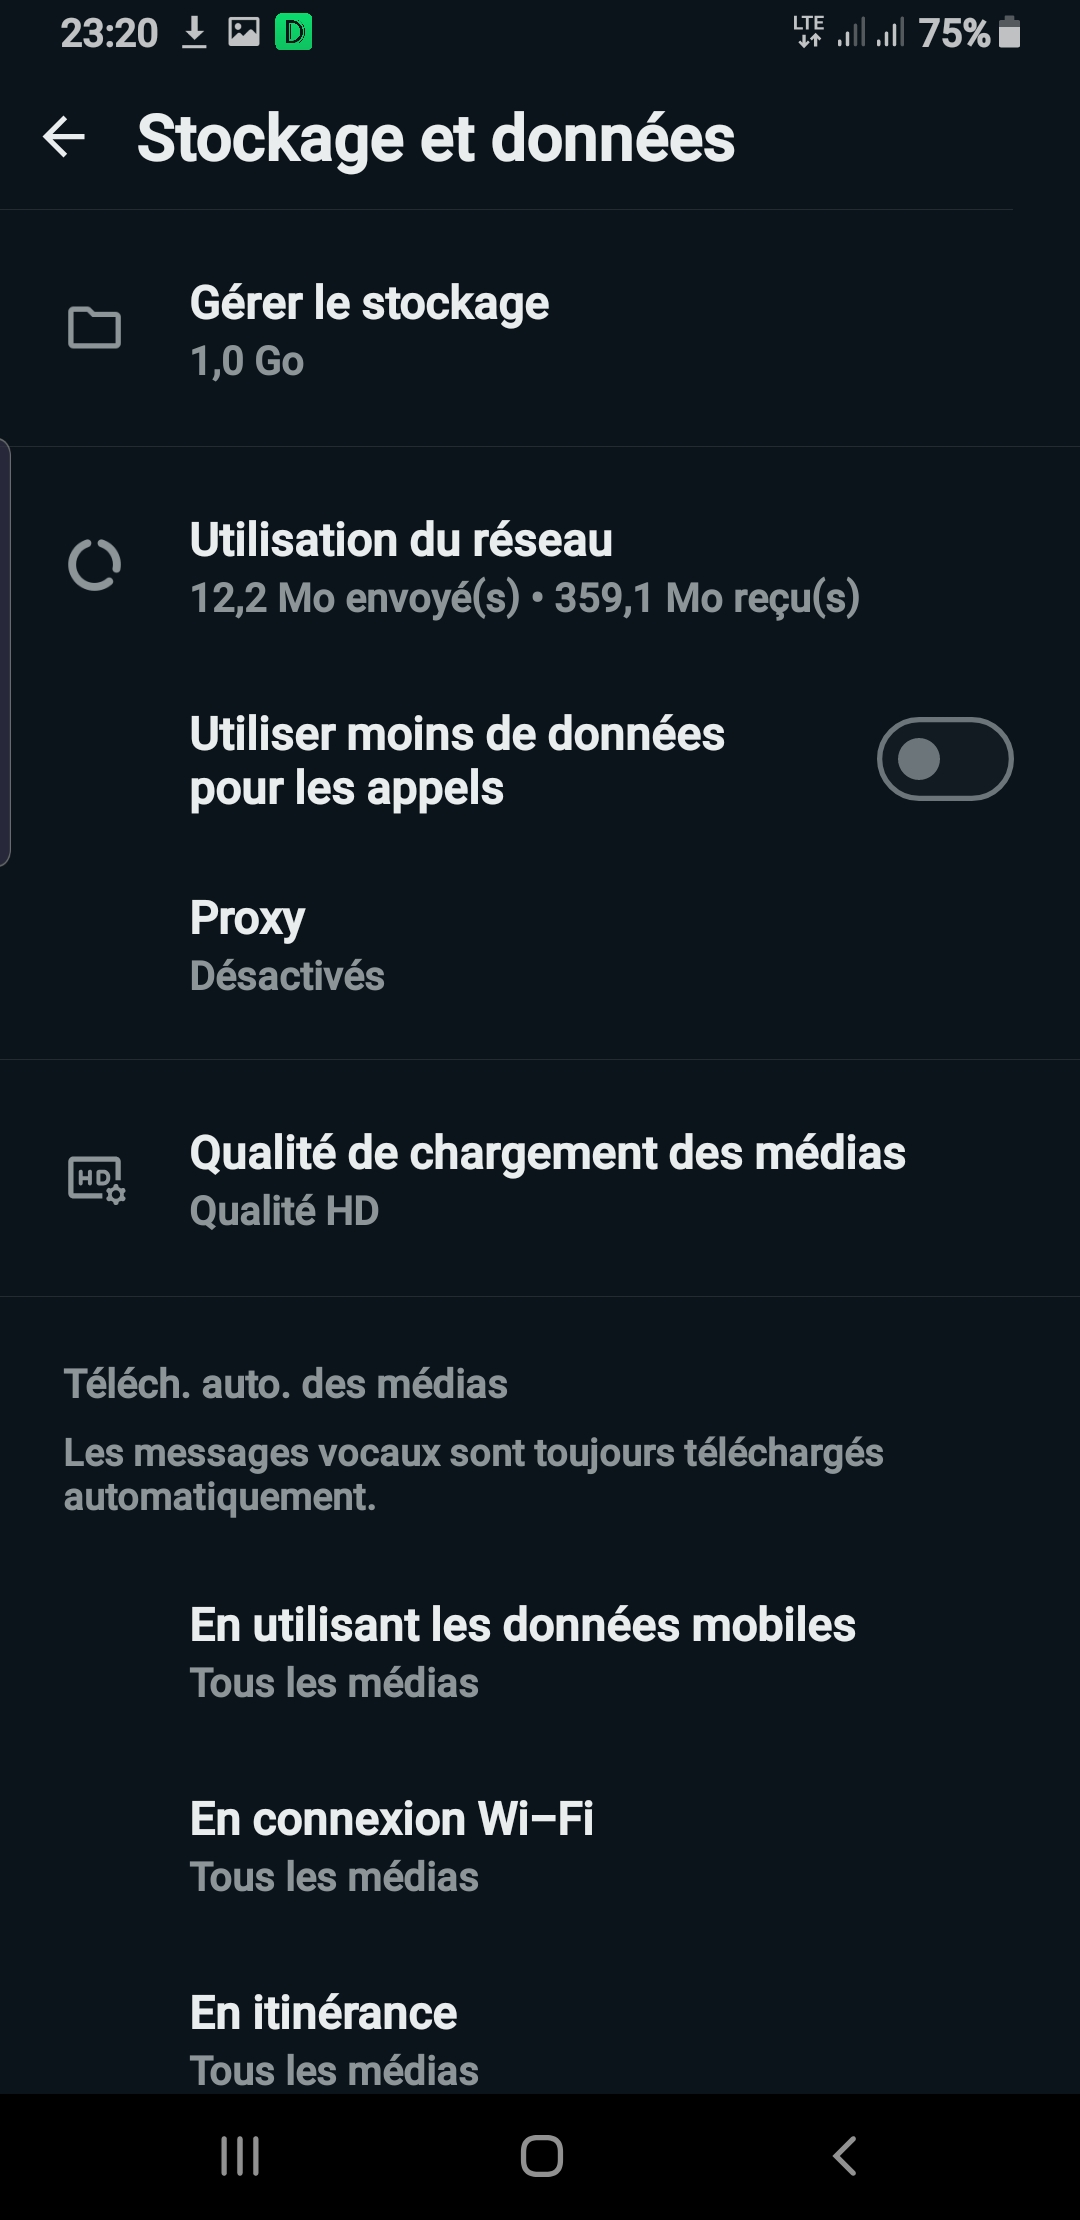 23:20
D
LTE
75%
Stockage et données
Gérer le stockage
1,0 Go
Utilisation du réseau
12,2 Mo envoyé(s) • 359,1 Mo reçu(s)
Utiliser moins de données
pour les appels
Proxy
Désactivés
HD
Qualité de chargement des médias
Qualité HD
Téléch. auto. des médias
Les messages vocaux sont toujours téléchargés
automatiquement.
En utilisant les données mobiles
Tous les médias
En connexion Wi–Fi
Tous les médias
En itinérance
Tous les médias